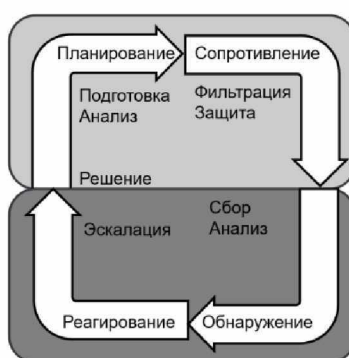 Планирование
Сопротивление
Подготовка
Анализ
Фильтрация
Защита
Решение
Эскалация
Сбор
Анализ
Реагирование
Обнаружение